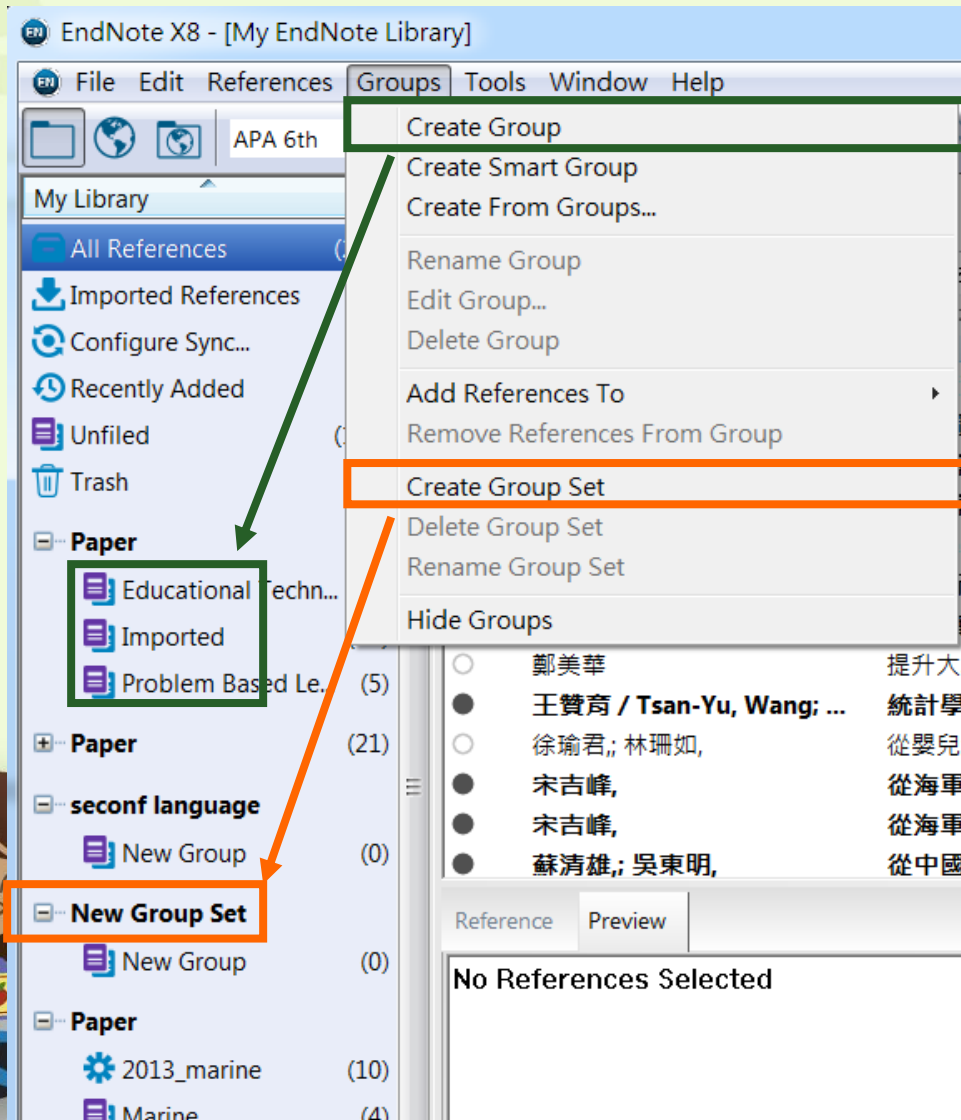 EndNote X8 - [My EndNote Library]
File Edit References Groups Tools Window Help
APA 6th
Create Group
Create Smart Group
Create From Groups...
Rename Group
Edit Group...
Delete Group
Add References To
Remove References From Group
Create Group Set
Delete Group Set
Rename Group Set
Hide Groups
My Library
All References
Imported References
Configure Sync...
Recently Added
Unfiled
Trash
Paper
Educational Techn...
Imported
Problem Based Le... (5)
Paper (21)
seconf language
New Group (0)
New Group Set
New Group (0)
Paper
2013_marine (10)
Marine (4)
鄭美華 提升大
王贊育 / Tsan-Yu, Wang; ... 統計學
徐瑜君,; 林珊如, 從嬰兒
宋吉峰, 從海軍
宋吉峰, 從海軍
蘇清雄,; 吳東明, 從中國
Reference Preview
No References Selected